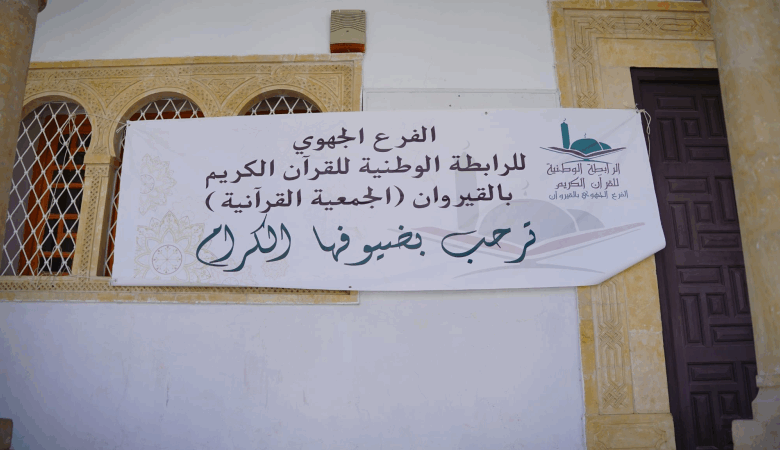 الفرع الجهوي
للرابطة الوطنية للقرآن الكريم
بالقيروان (الجمعية القرآنية)
ترحب بضيوفها الكرام
الرابطة الوطنية
للقرآن الكريم
الفرع الجهوي بالقيروان